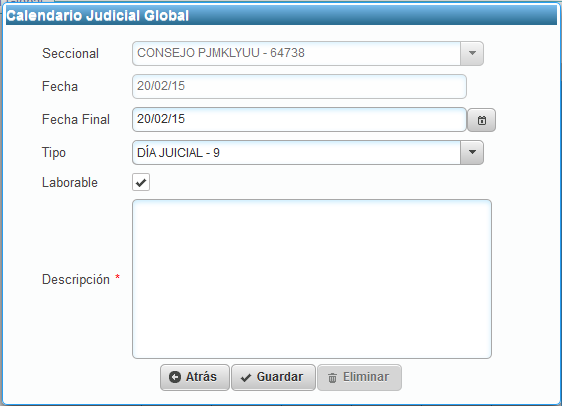 Calendario Judicial Global
Seccional CONSEJO PJMKLYUU - 64738
Fecha 20/02/15
Fecha Final 20/02/15
Tipo DÍA JUICIAL - 9
Laborable
Descripción *
Atrás Guardar Eliminar